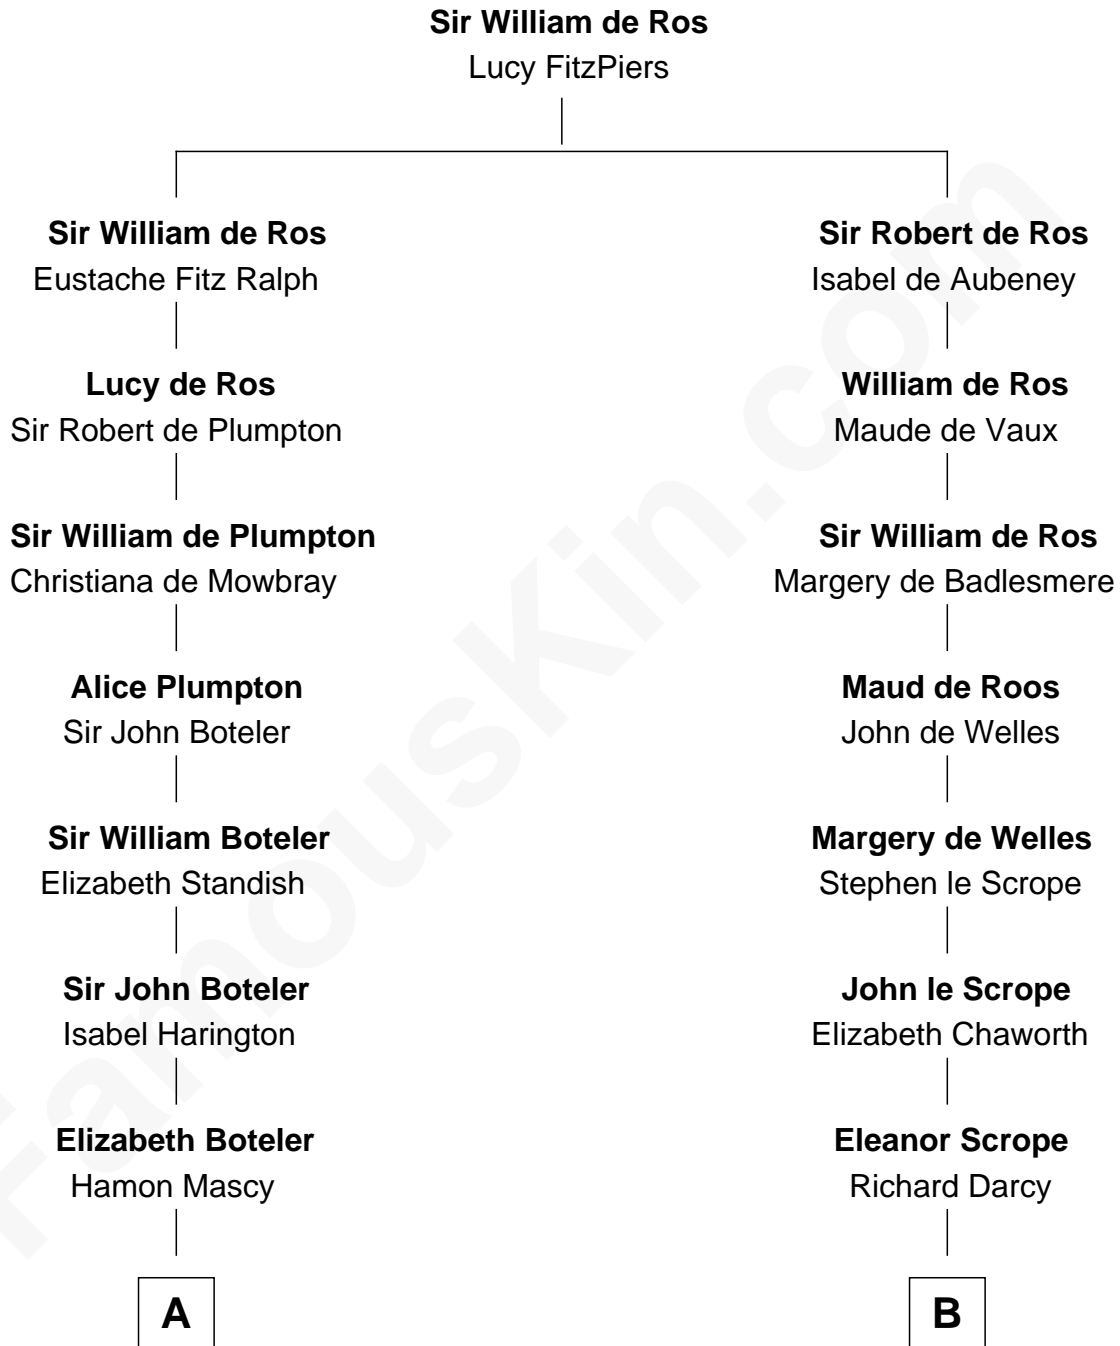 Sir William de Ros
Lucy FitzPiers
Sir William de Ros
Eustache Fitz Ralph
Sir Robert de Ros
Isabel de Aubeney
Lucy de Ros
Sir Robert de Plumpton
William de Ros
Maude de Vaux
Sir William de Plumpton
Christiana de Mowbray
Sir William de Ros
Margery de Badlesmere
Alice Plumpton
Sir John Boteler
Maud de Roos
John de Welles
Sir William Boteler
Elizabeth Standish
Margery de Welles
Stephen le Scrope
Sir John Boteler
Isabel Harington
John le Scrope
Elizabeth Chaworth
Elizabeth Boteler
Hamon Mascy
Eleanor Scrope
Richard Darcy
A
B
FamousKin.com